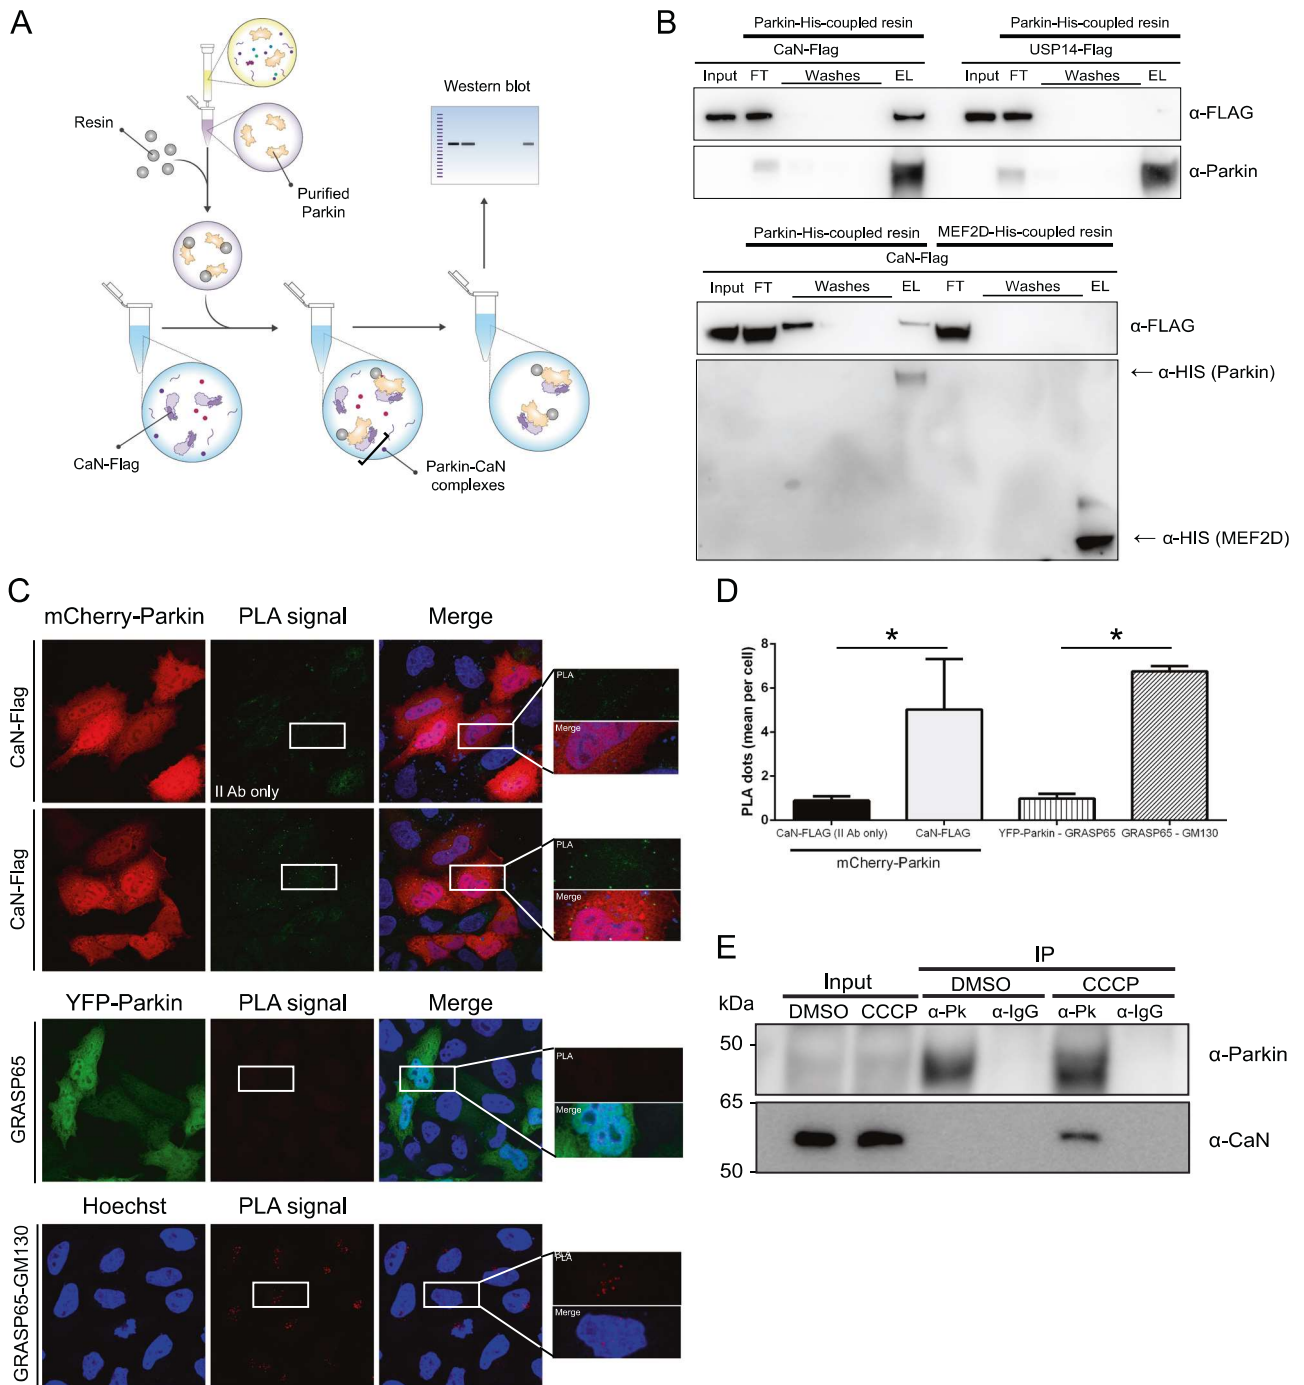 A
Resin
Purified
Parkin
Western blot
CaN-Flag
Parkin-CaN
complexes
B
Parkin-His-coupled resin Parkin-His-coupled resin
CaN-Flag USP14-Flag
Input FT Washes EL Input FT Washes EL
α-FLAG
α-Parkin
Parkin-His-coupled resin MEF2D-His-coupled resin
CaN-Flag
Input FT Washes EL FT Washes EL
α-FLAG
← α-HIS (Parkin)
← α-HIS (MEF2D)
C
mCherry-Parkin PLA signal Merge
CaN-Flag
II Ab only
PLA
Merge
CaN-Flag
PLA
Merge
YFP-Parkin PLA signal Merge
GRASP65
PLA
Merge
Hoechst PLA signal
GRASP65-GM130
PLA
Merge
D
PLA dots (mean per cell)
8
6
4
2
0
* *
CaN-FLAG (II Ab only) CaN-FLAG YFP-Parkin - GRASP65 GRASP65 - GM130
mCherry-Parkin
E
IP
Input DMSO CCCP
kDa DMSO CCCP α-Pk α-IgG α-Pk α-IgG
50
α-Parkin
65
α-CaN
50